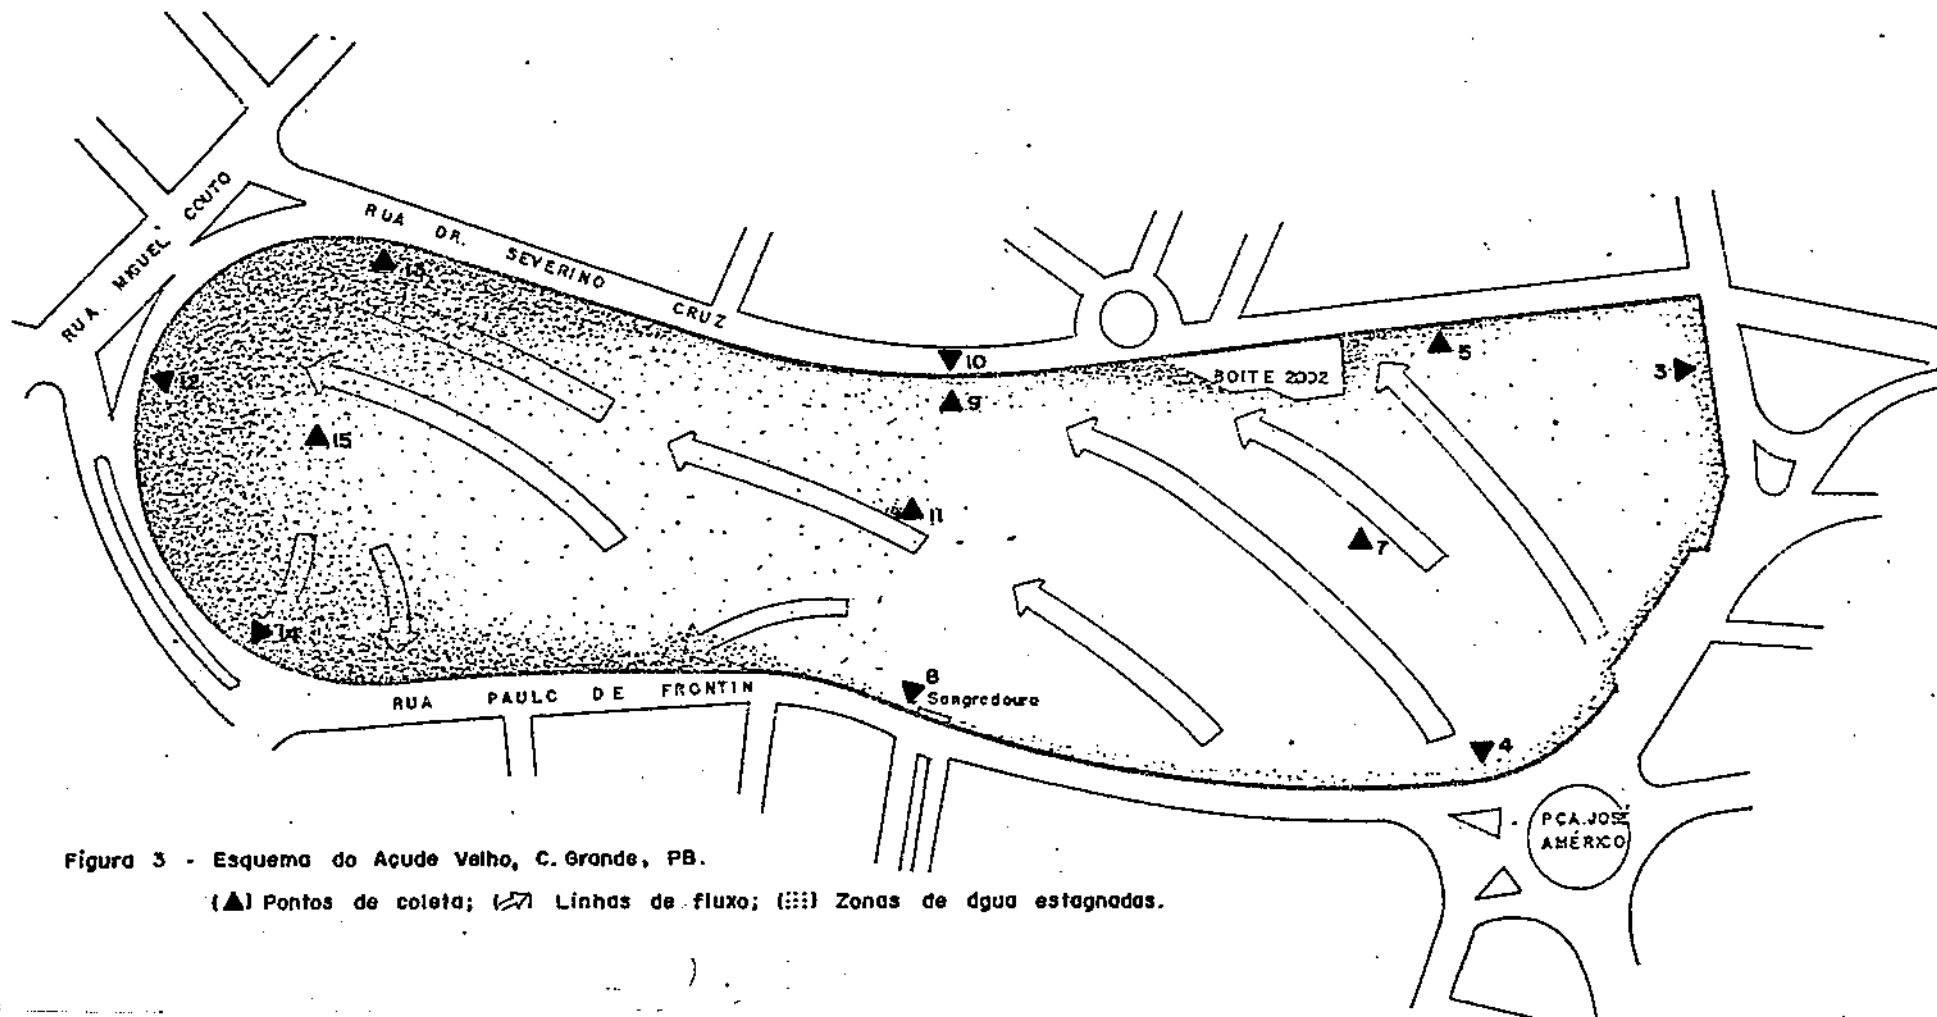 RUA MIGUEL COUTO
RUA DR. SEVERINO CRUZ
13
12
15
14
10
9
11
BOITE 2002
5
3
7
8
Sangradouro
4
RUA PAULO DE FRONTIN
PCA. JOSÉ
AMÉRICO
Figura 3 - Esquema do Açude Velho, C. Grande, PB.
(▲) Pontos de coleta; (⇗) Linhas de fluxo; (:::) Zonas de água estagnadas.